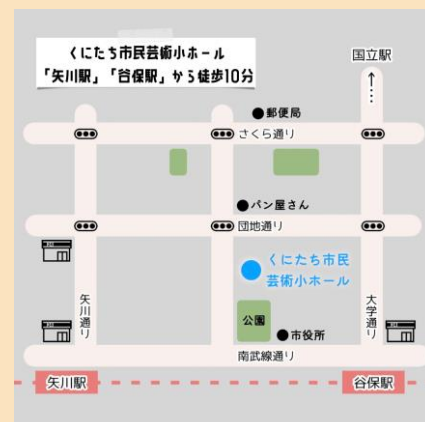 くにたち市民芸術小ホール
「矢川駅」「谷保駅」から徒歩10分
国立駅
●郵便局
さくら通り
●パン屋さん
団地通り
くにたち市民
芸術小ホール
矢川通り
大学通り
公園
●市役所
南武線通り
矢川駅
谷保駅